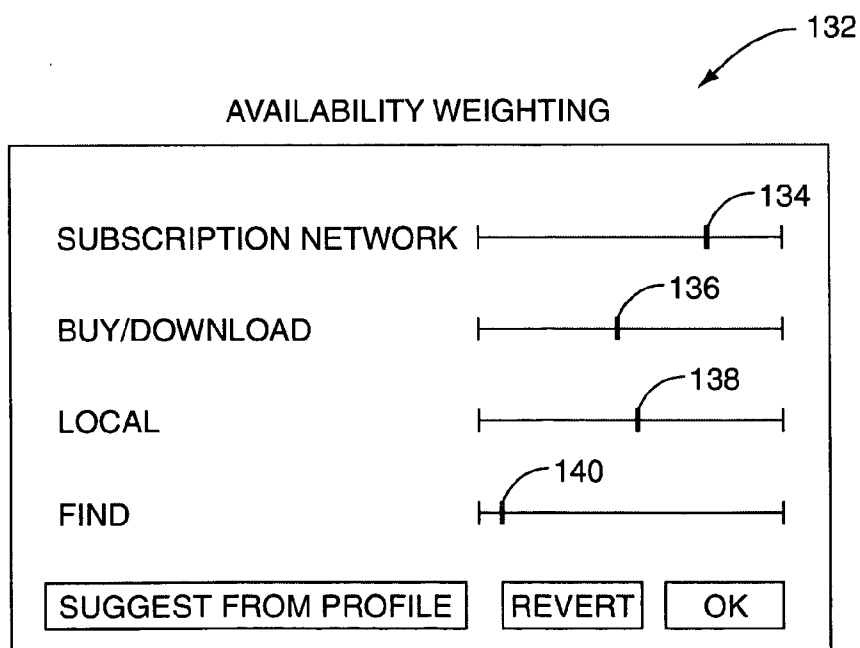 132
AVAILABILITY WEIGHTING
134
SUBSCRIPTION NETWORK
136
BUY/DOWNLOAD
138
LOCAL
140
FIND
SUGGEST FROM PROFILE REVERT OK